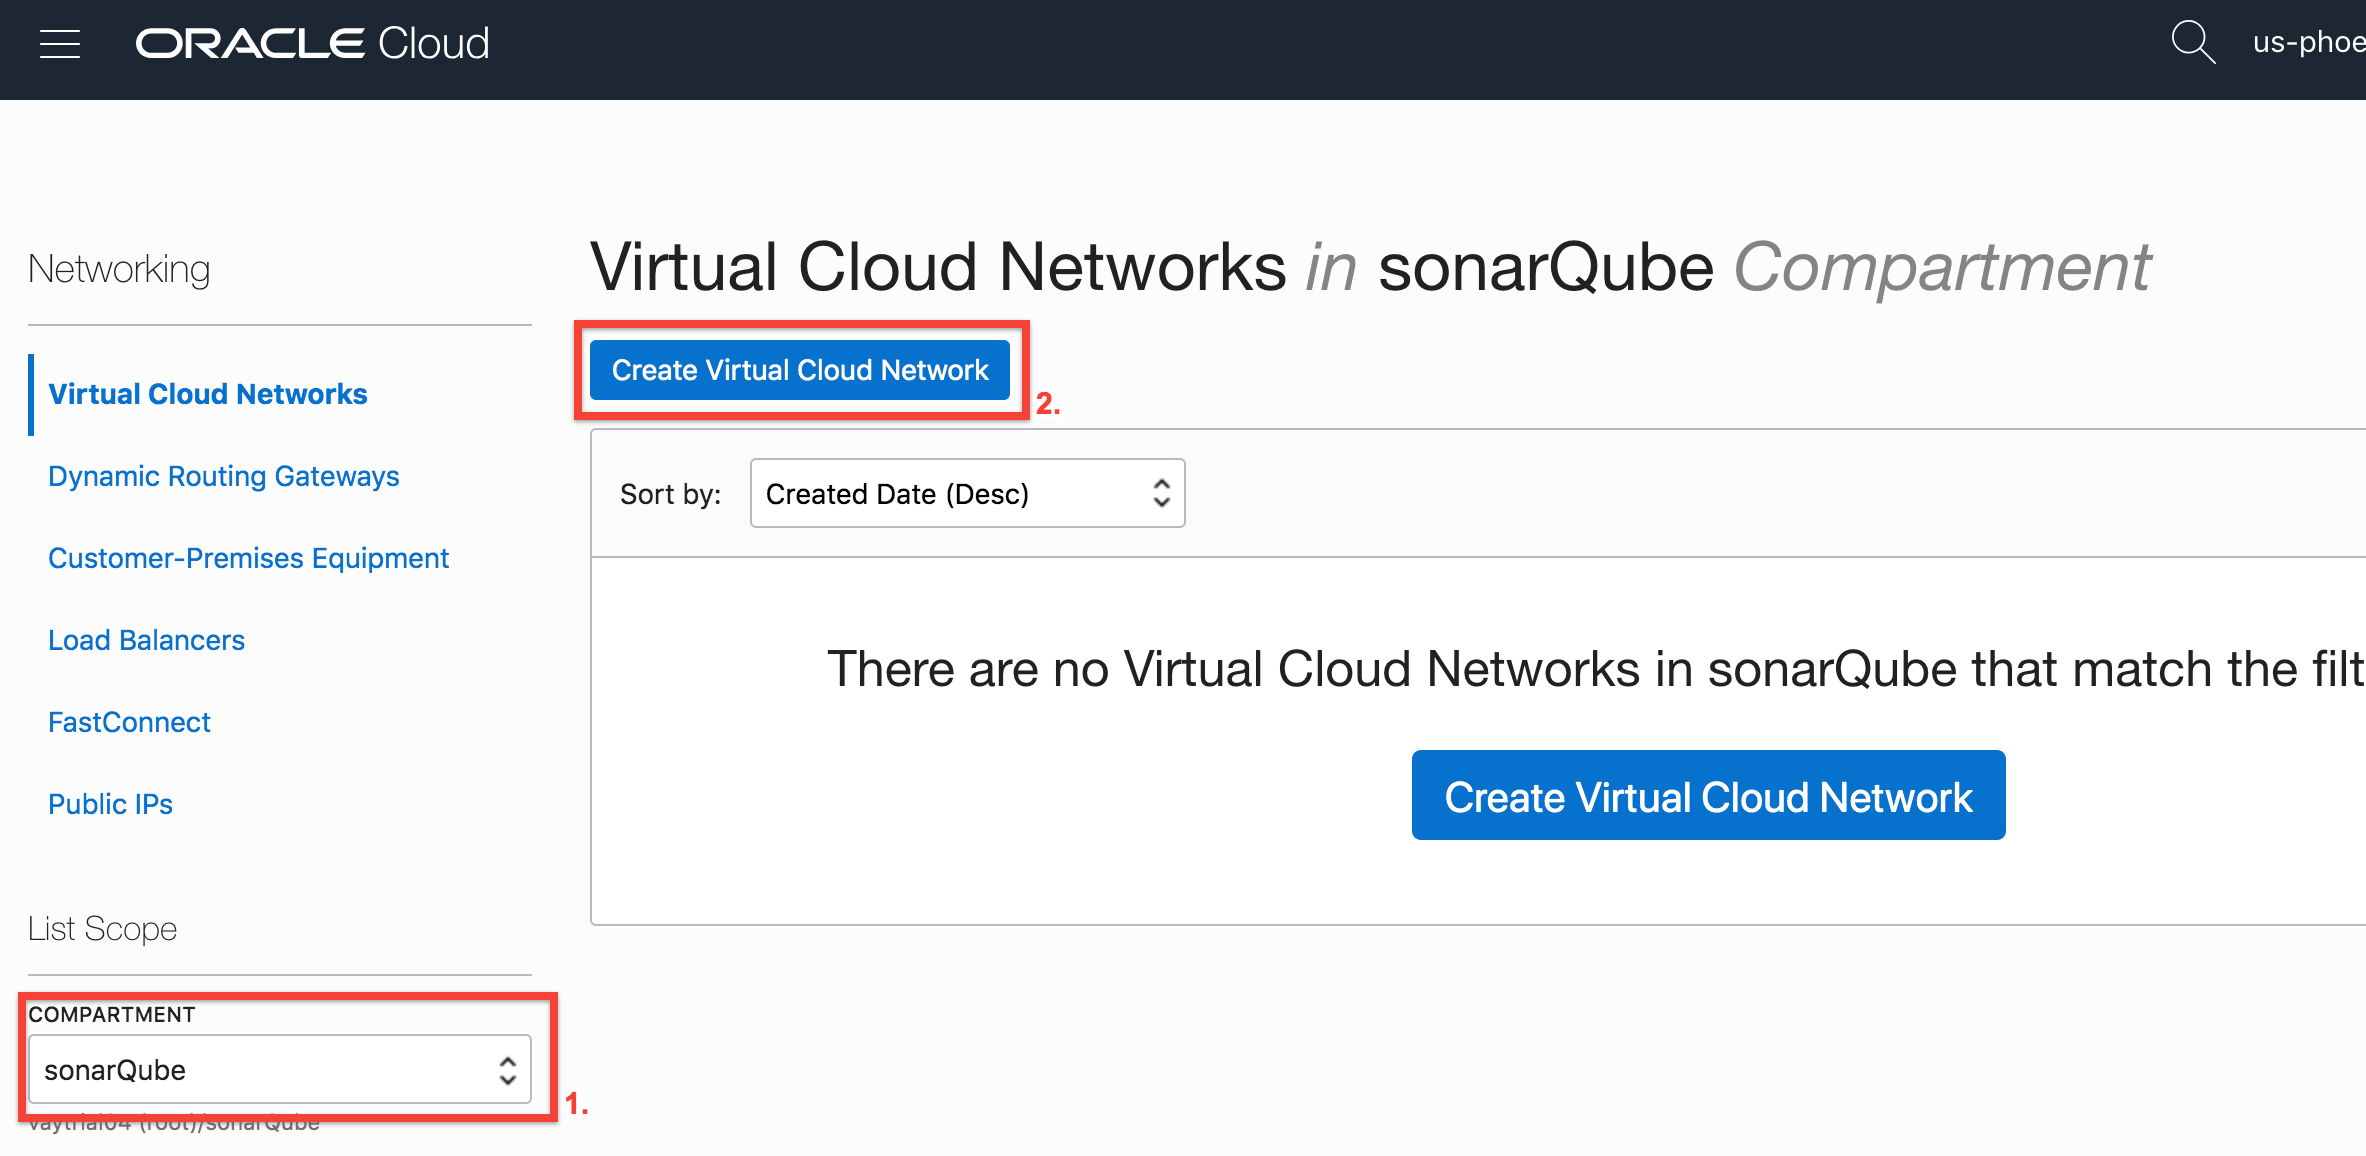 ORACLE Cloud
us-phoe
Networking
Virtual Cloud Networks
Dynamic Routing Gateways
Customer-Premises Equipment
Load Balancers
FastConnect
Public IPs
List Scope
COMPARTMENT
sonarQube
1.
vaytrial04 (root)/sonarQube
Virtual Cloud Networks in sonarQube Compartment
Create Virtual Cloud Network
2.
Sort by: Created Date (Desc)
There are no Virtual Cloud Networks in sonarQube that match the filt
Create Virtual Cloud Network